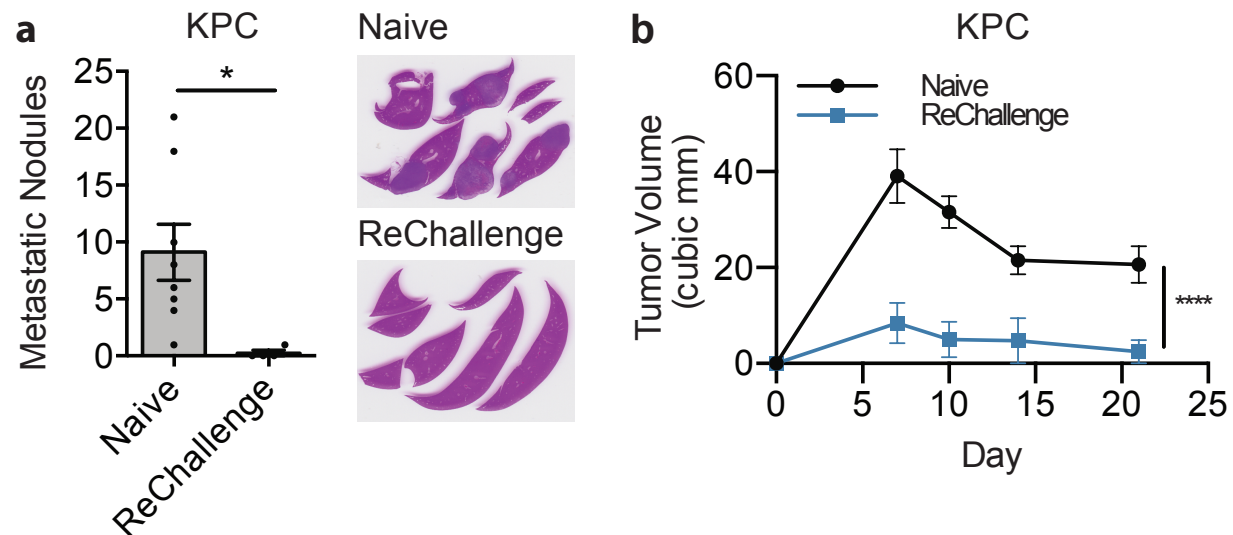 a
KPC
Metastatic Nodules
25
20
15
10
5
0
*
Naive
ReChallenge
Naive
ReChallenge
b
KPC
Tumor Volume
(cubic mm)
60
40
20
0
Naive
ReChallenge
****
0 5 10 15 20 25
Day